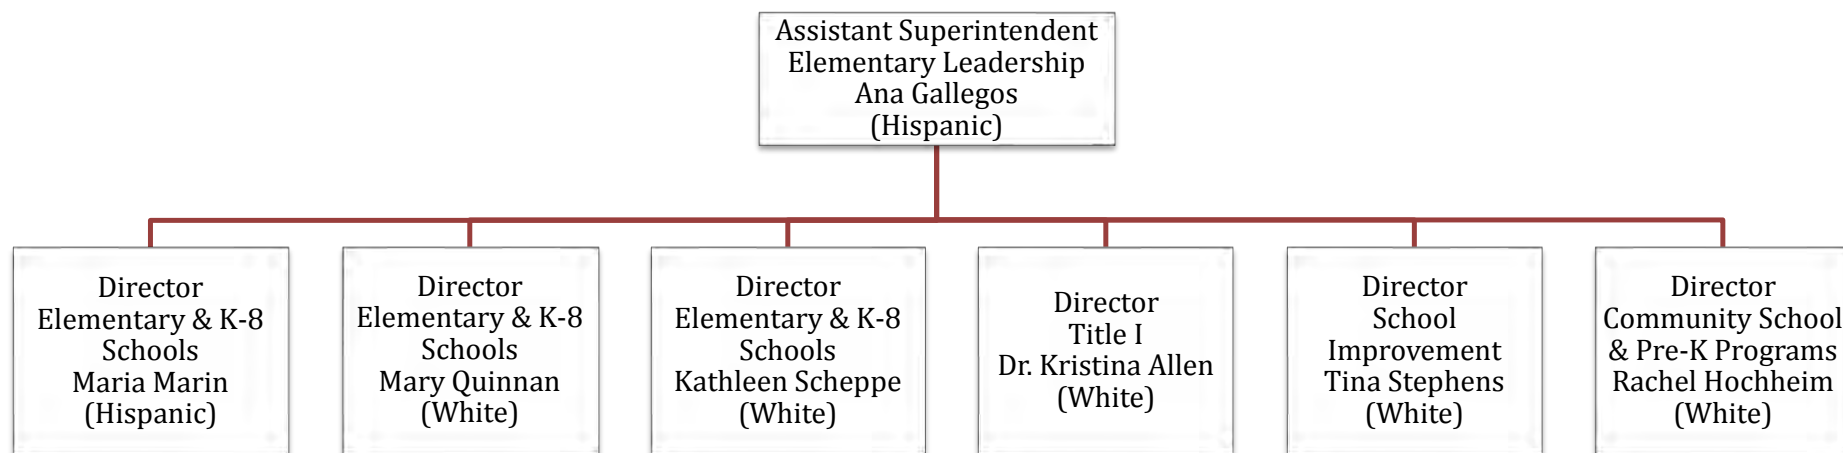 Assistant Superintendent
Elementary Leadership
Ana Gallegos
(Hispanic)
Director
Elementary & K-8
Schools
Maria Marin
(Hispanic)
Director
Elementary & K-8
Schools
Mary Quinnan
(White)
Director
Elementary & K-8
Schools
Kathleen Scheppe
(White)
Director
Title I
Dr. Kristina Allen
(White)
Director
School
Improvement
Tina Stephens
(White)
Director
Community School
& Pre-K Programs
Rachel Hochheim
(White)